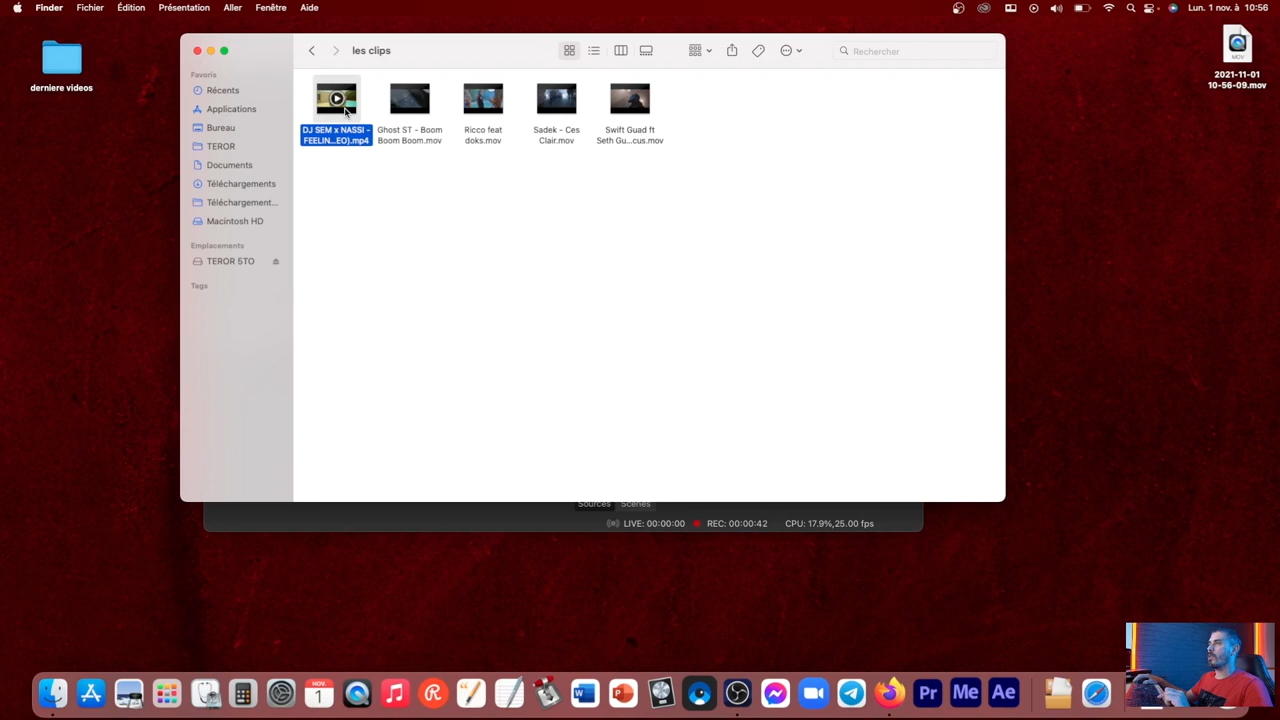 Finder Fichier Édition Présentation Aller Fenêtre Aide Lun. 1 nov. à 10:56
les clips
Rechercher
derniere videos
MOV
2021-11-01
10-56-09.mov
Favoris
Récents
Applications
Bureau
TEROR
Documents
Téléchargements
Téléchargement...
Macintosh HD
Emplacements
TEROR 5TO
Tags
DJ SEM x NASSI -
FEELIN...EO).mp4
Ghost ST - Boom
Boom Boom.mov
Ricco feat
doks.mov
Sadek - Ces
Clair.mov
Swift Guad ft
Seth Gu...cus.mov
Sources Scènes
LIVE: 00:00:00 REC: 00:00:42 CPU: 17.9%,25.00 fps
NOV.
1
W
P
Pr
Me
Ae